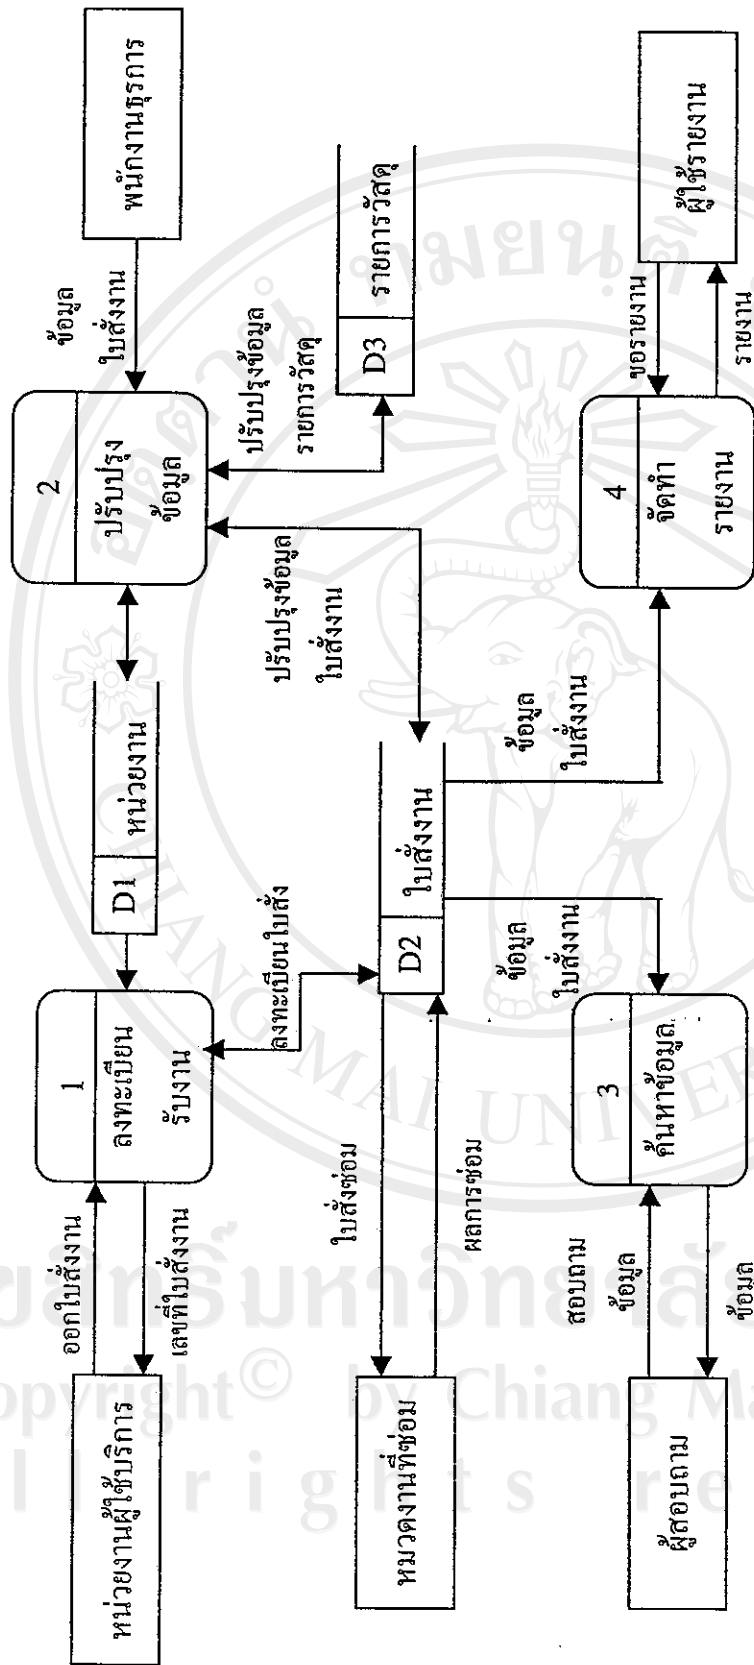 หน่วยงานผู้ใช้บริการ
ออกใบสั่งงาน
เลขที่ใบสั่งงาน
1
ลงทะเบียน
รับงาน
D1
หน่วยงาน
2
ปรับปรุง
ข้อมูล
ข้อมูล
ใบสั่งงาน
พนักงานธุรการ
ลงทะเบียนใบสั่ง
ปรับปรุงข้อมูล
ใบสั่งงาน
ปรับปรุงข้อมูล
รายการวัสดุ
D3
รายการวัสดุ
หมวดงานที่ซ่อม
ใบสั่งซ่อม
ผลการซ่อม
D2
ใบสั่งงาน
ข้อมูล
ใบสั่งงาน
ข้อมูล
ใบสั่งงาน
ผู้สอบถาม
สอบถาม
ข้อมูล
ข้อมูล
3
ค้นหาข้อมูล
4
จัดทำ
รายงาน
ขอรายงาน
รายงาน
ผู้ใช้รายงาน
CHIANG MAI UNIVER
opyright© by Chiang Ma
l l r i g h t s r e